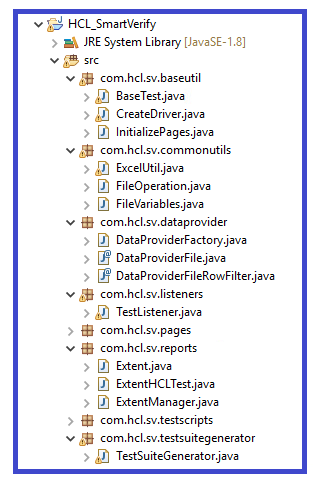 HCL_SmartVerify
JRE System Library [JavaSE-1.8]
src
com.hcl.sv.baseutil
BaseTest.java
CreateDriver.java
InitializePages.java
com.hcl.sv.commonutils
ExcelUtil.java
FileOperation.java
FileVariables.java
com.hcl.sv.dataprovider
DataProviderFactory.java
DataProviderFile.java
DataProviderFileRowFilter.java
com.hcl.sv.listeners
TestListener.java
com.hcl.sv.pages
com.hcl.sv.reports
Extent.java
ExtentHCLTest.java
ExtentManager.java
com.hcl.sv.testscripts
com.hcl.sv.testsuitegenerator
TestSuiteGenerator.java